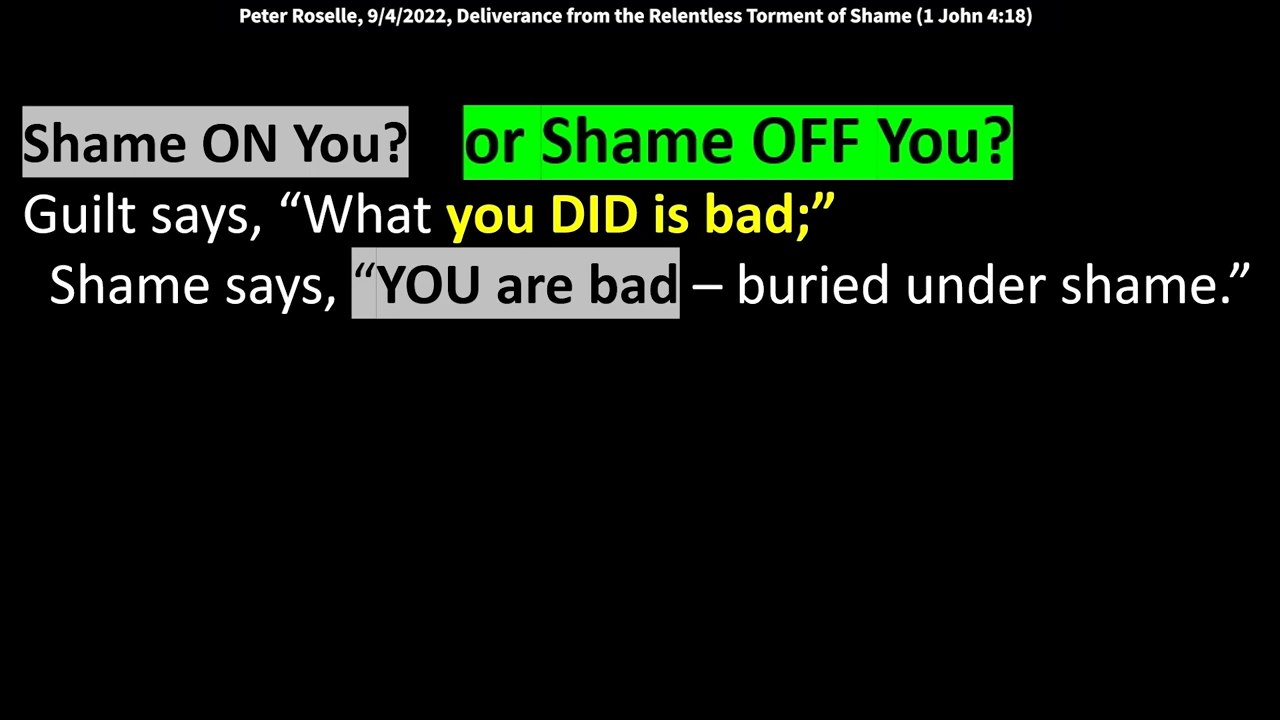 Peter Roselle, 9/4/2022, Deliverance from the Relentless Torment of Shame (1 John 4:18)
Shame ON You? or Shame OFF You?
Guilt says, “What you DID is bad;”
Shame says, “YOU are bad – buried under shame.”